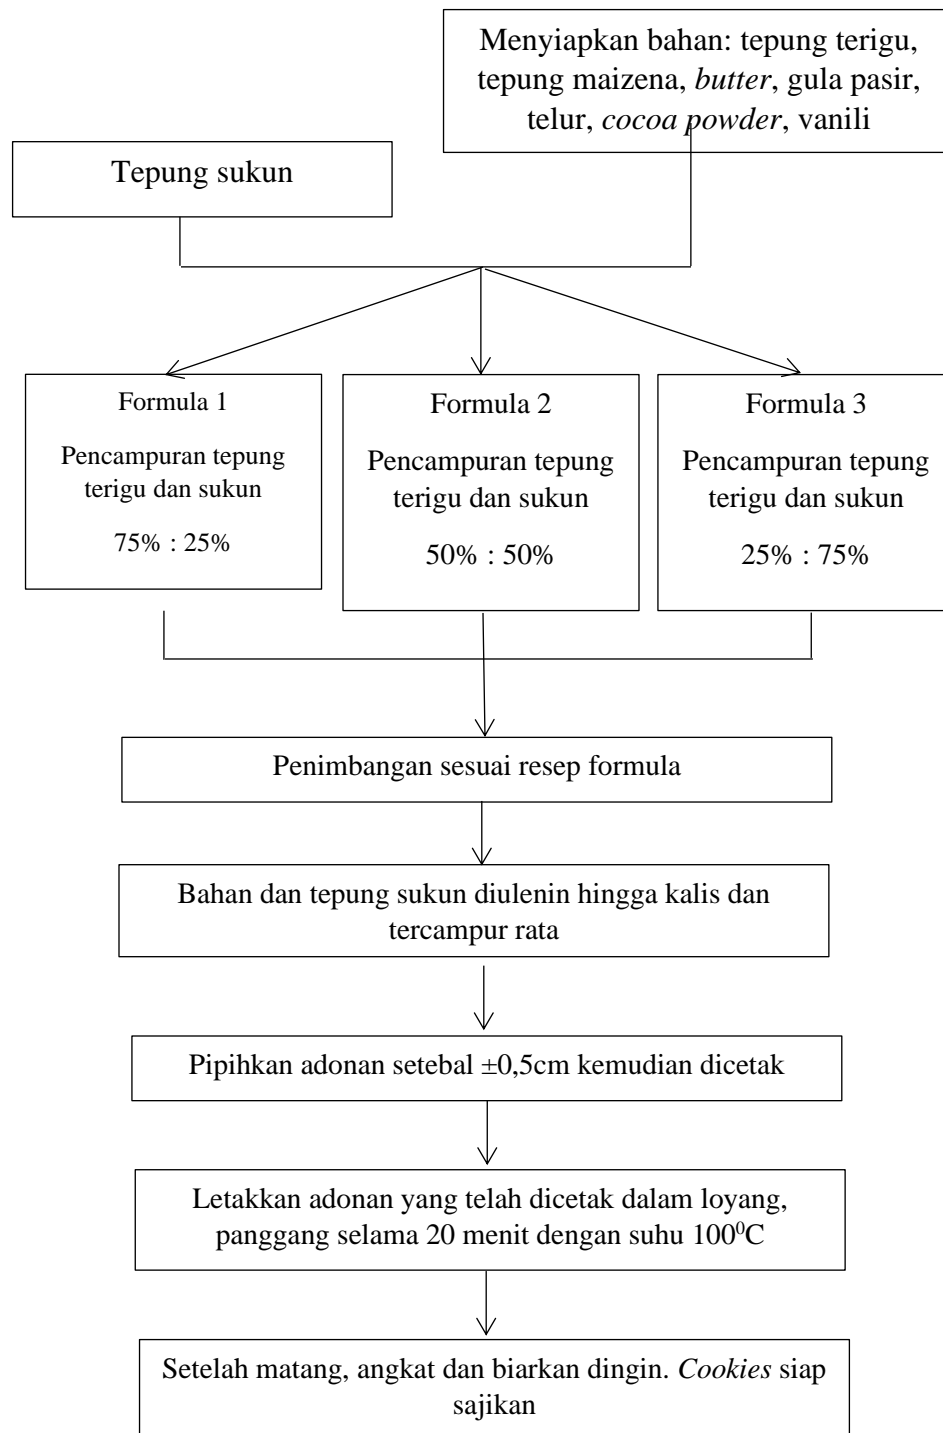 Menyiapkan bahan: tepung terigu,
tepung maizena, butter, gula pasir,
telur, cocoa powder, vanili
Tepung sukun
Formula 1
Pencampuran tepung
terigu dan sukun
75% : 25%
Formula 2
Pencampuran tepung
terigu dan sukun
50% : 50%
Formula 3
Pencampuran tepung
terigu dan sukun
25% : 75%
Penimbangan sesuai resep formula
Bahan dan tepung sukun diulenin hingga kalis dan
tercampur rata
Pipihkan adonan setebal ±0,5cm kemudian dicetak
Letakkan adonan yang telah dicetak dalam loyang,
panggang selama 20 menit dengan suhu 100⁰C
Setelah matang, angkat dan biarkan dingin. Cookies siap
sajikan